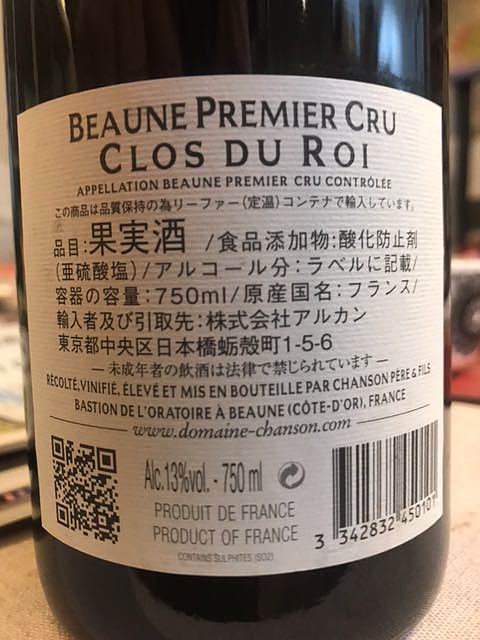 BEAUNE PREMIER CRU
CLOS DU ROI
APPELLATION BEAUNE PREMIER CRU CONTRÔLÉE
この商品は品質保持の為リーファー(定温)コンテナで輸入しています。
品目:果実酒 /食品添加物:酸化防止剤
(亜硫酸塩)/アルコール分:ラベルに記載/
容器の容量:750ml/原産国名:フランス/
輸入者及び引取先:株式会社アルカン
東京都中央区日本橋蛎殻町1-5-6
—未成年者の飲酒は法律で禁じられています—
RÉCOLTÉ, VINIFIÉ, ÉLEVÉ ET MIS EN BOUTEILLE PAR CHANSON PÈRE & FILS
BASTION DE L'ORATOIRE À BEAUNE (CÔTE-D'OR), FRANCE
www.domaine-chanson.com
Alc.13%vol. - 750 ml
PRODUIT DE FRANCE
PRODUCT OF FRANCE
CONTAINS SULPHITES (SO2)
3 342832 450101